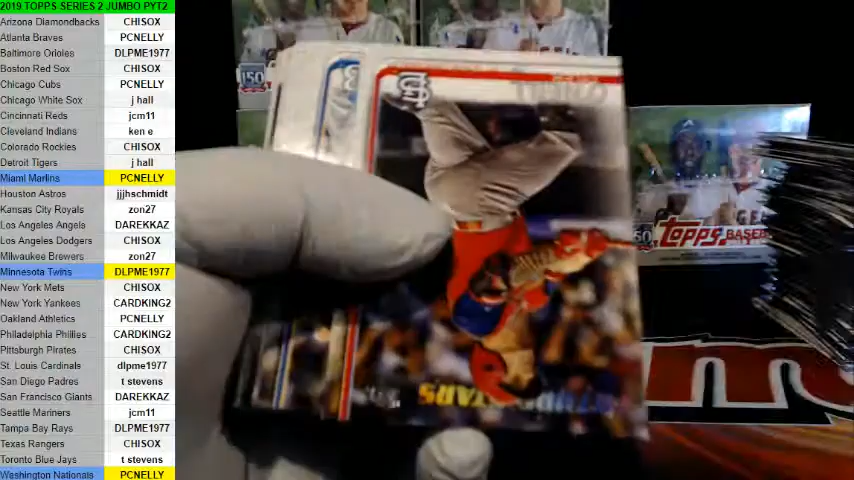 2019 TOPPS SERIES 2 JUMBO PYT2
Arizona Diamondbacks CHISOX
Atlanta Braves PCNELLY
Baltimore Orioles DLPME1977
Boston Red Sox CHISOX
Chicago Cubs PCNELLY
Chicago White Sox j hall
Cincinnati Reds jcm11
Cleveland Indians ken e
Colorado Rockies CHISOX
Detroit Tigers j hall
Miami Marlins PCNELLY
Houston Astros jjjhschmidt
Kansas City Royals zon27
Los Angeles Angels DAREKKAZ
Los Angeles Dodgers CHISOX
Milwaukee Brewers zon27
Minnesota Twins DLPME1977
New York Mets CHISOX
New York Yankees CARDKING2
Oakland Athletics PCNELLY
Philadelphia Phillies CARDKING2
Pittsburgh Pirates CHISOX
St. Louis Cardinals dlpme1977
San Diego Padres t stevens
San Francisco Giants DAREKKAZ
Seattle Mariners jcm11
Tampa Bay Rays DLPME1977
Texas Rangers CHISOX
Toronto Blue Jays t stevens
Washington Nationals PCNELLY
150
topps BASEB